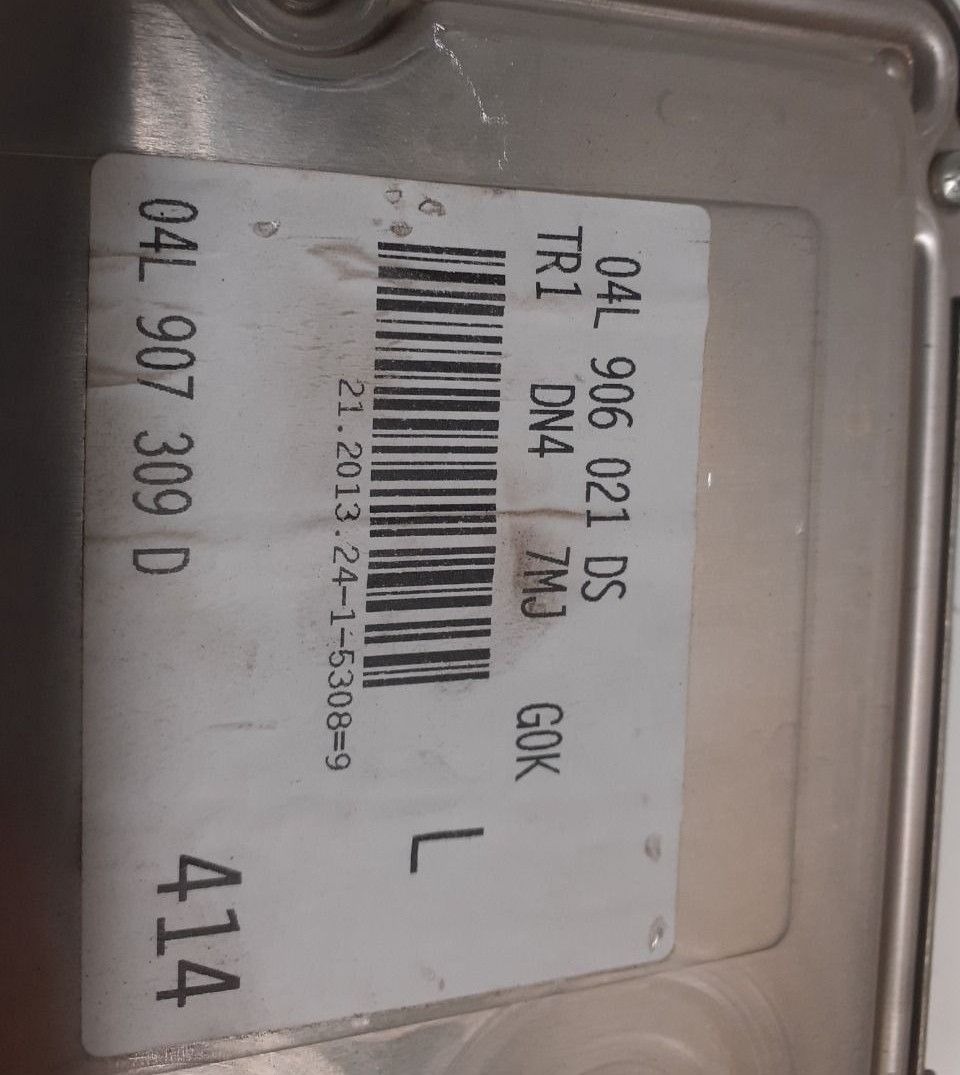 04L 906 021 DS
TR1 DN4 7MJ G0K
21.2013.24-1-5308=9
L
04L 907 309 D
414